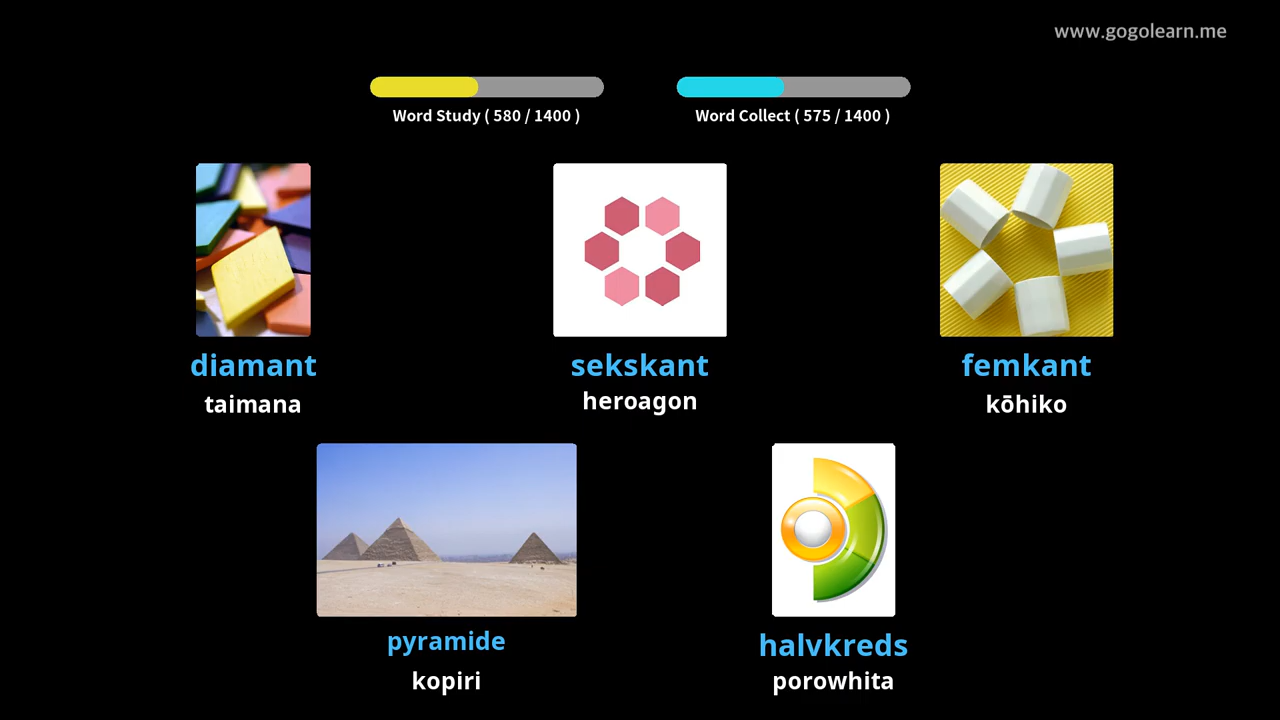 www.gogolearn.me
Word Study ( 580 / 1400 )
Word Collect ( 575 / 1400 )
diamant
taimana
sekskant
heroagon
femkant
kōhiko
pyramide
kopiri
halvkreds
porowhita